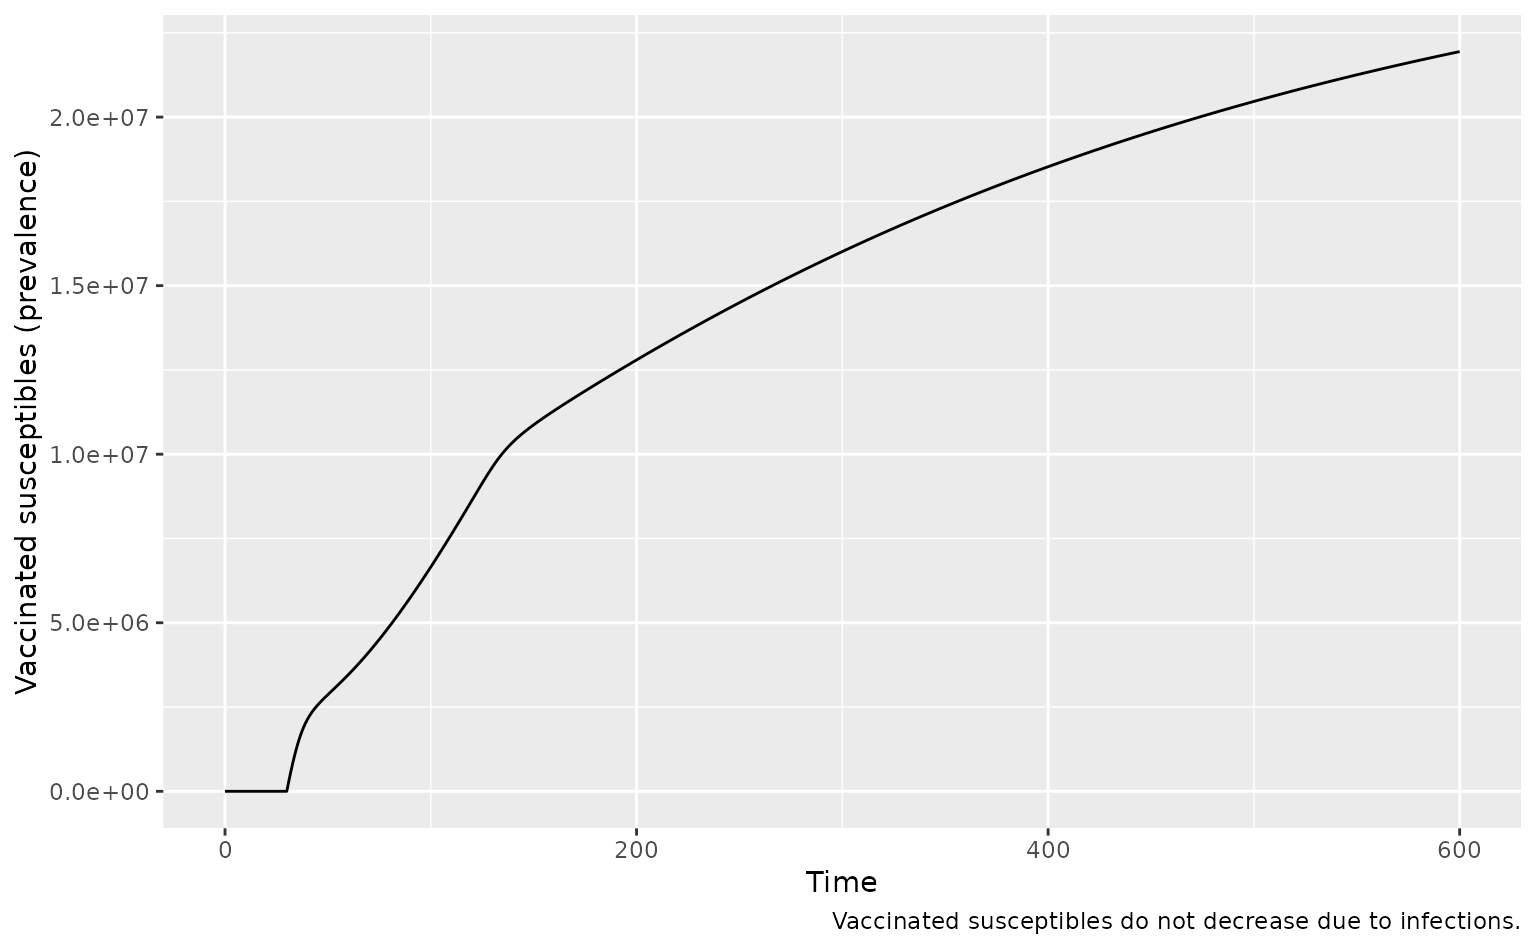 Vaccinated susceptibles (prevalence)
2.0e+07
1.5e+07
1.0e+07
5.0e+06
0.0e+00
0 200 400 600
Time
Vaccinated susceptibles do not decrease due to infections.